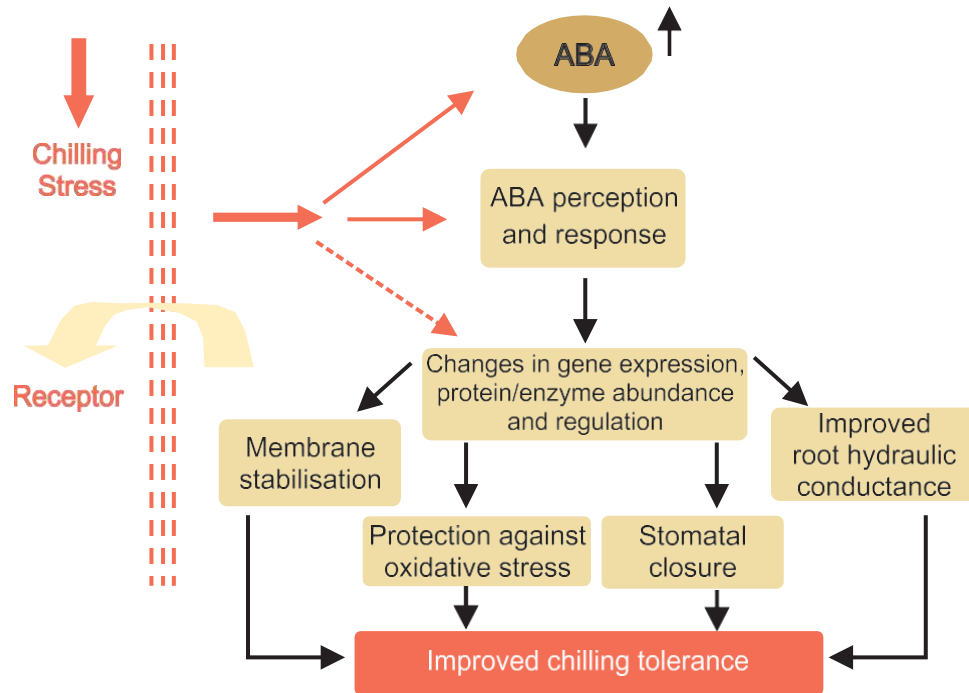 ABA
Chilling
Stress
ABA perception
and response
Receptor
Changes in gene expression,
protein/enzyme abundance
and regulation
Membrane
stabilisation
Improved
root hydraulic
conductance
Protection against
oxidative stress
Stomatal
closure
Improved chilling tolerance